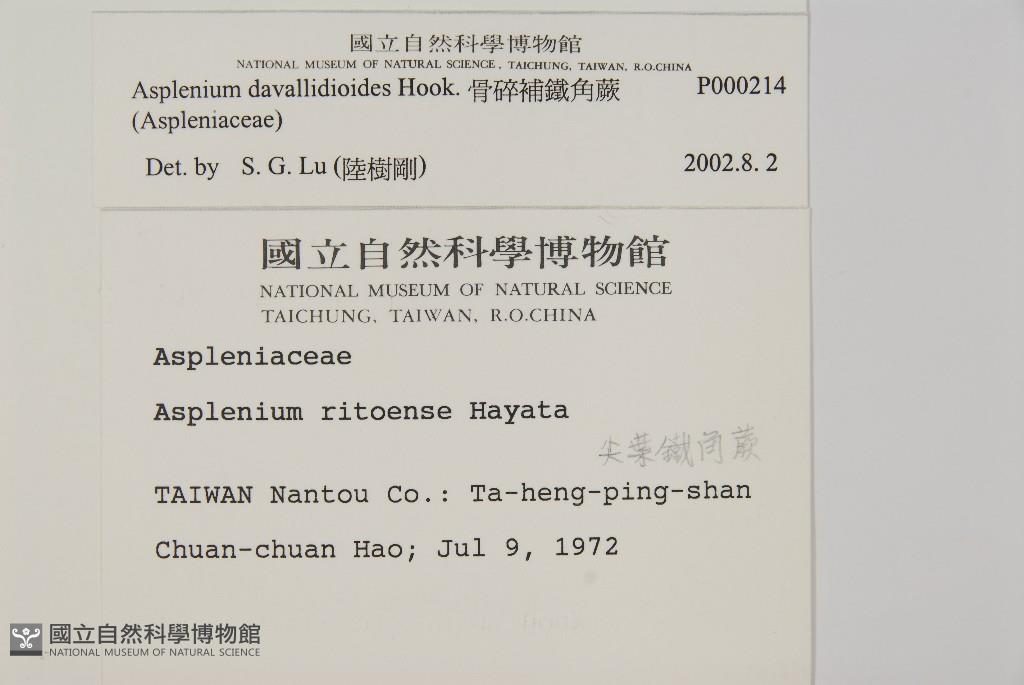 國立自然科學博物館
NATIONAL MUSEUM OF NATURAL SCIENCE, TAICHUNG, TAIWAN, R.O.CHINA
Asplenium davallidioides Hook. 骨碎補鐵角蕨 P000214
(Aspleniaceae)
Det. by S. G. Lu (陸樹剛) 2002.8. 2
國立自然科學博物館
NATIONAL MUSEUM OF NATURAL SCIENCE
TAICHUNG, TAIWAN, R.O.CHINA
Aspleniaceae
Asplenium ritoense Hayata
尖葉鐵角蕨
TAIWAN Nantou Co.: Ta-heng-ping-shan
Chuan-chuan Hao; Jul 9, 1972
國立自然科學博物館
NATIONAL MUSEUM OF NATURAL SCIENCE